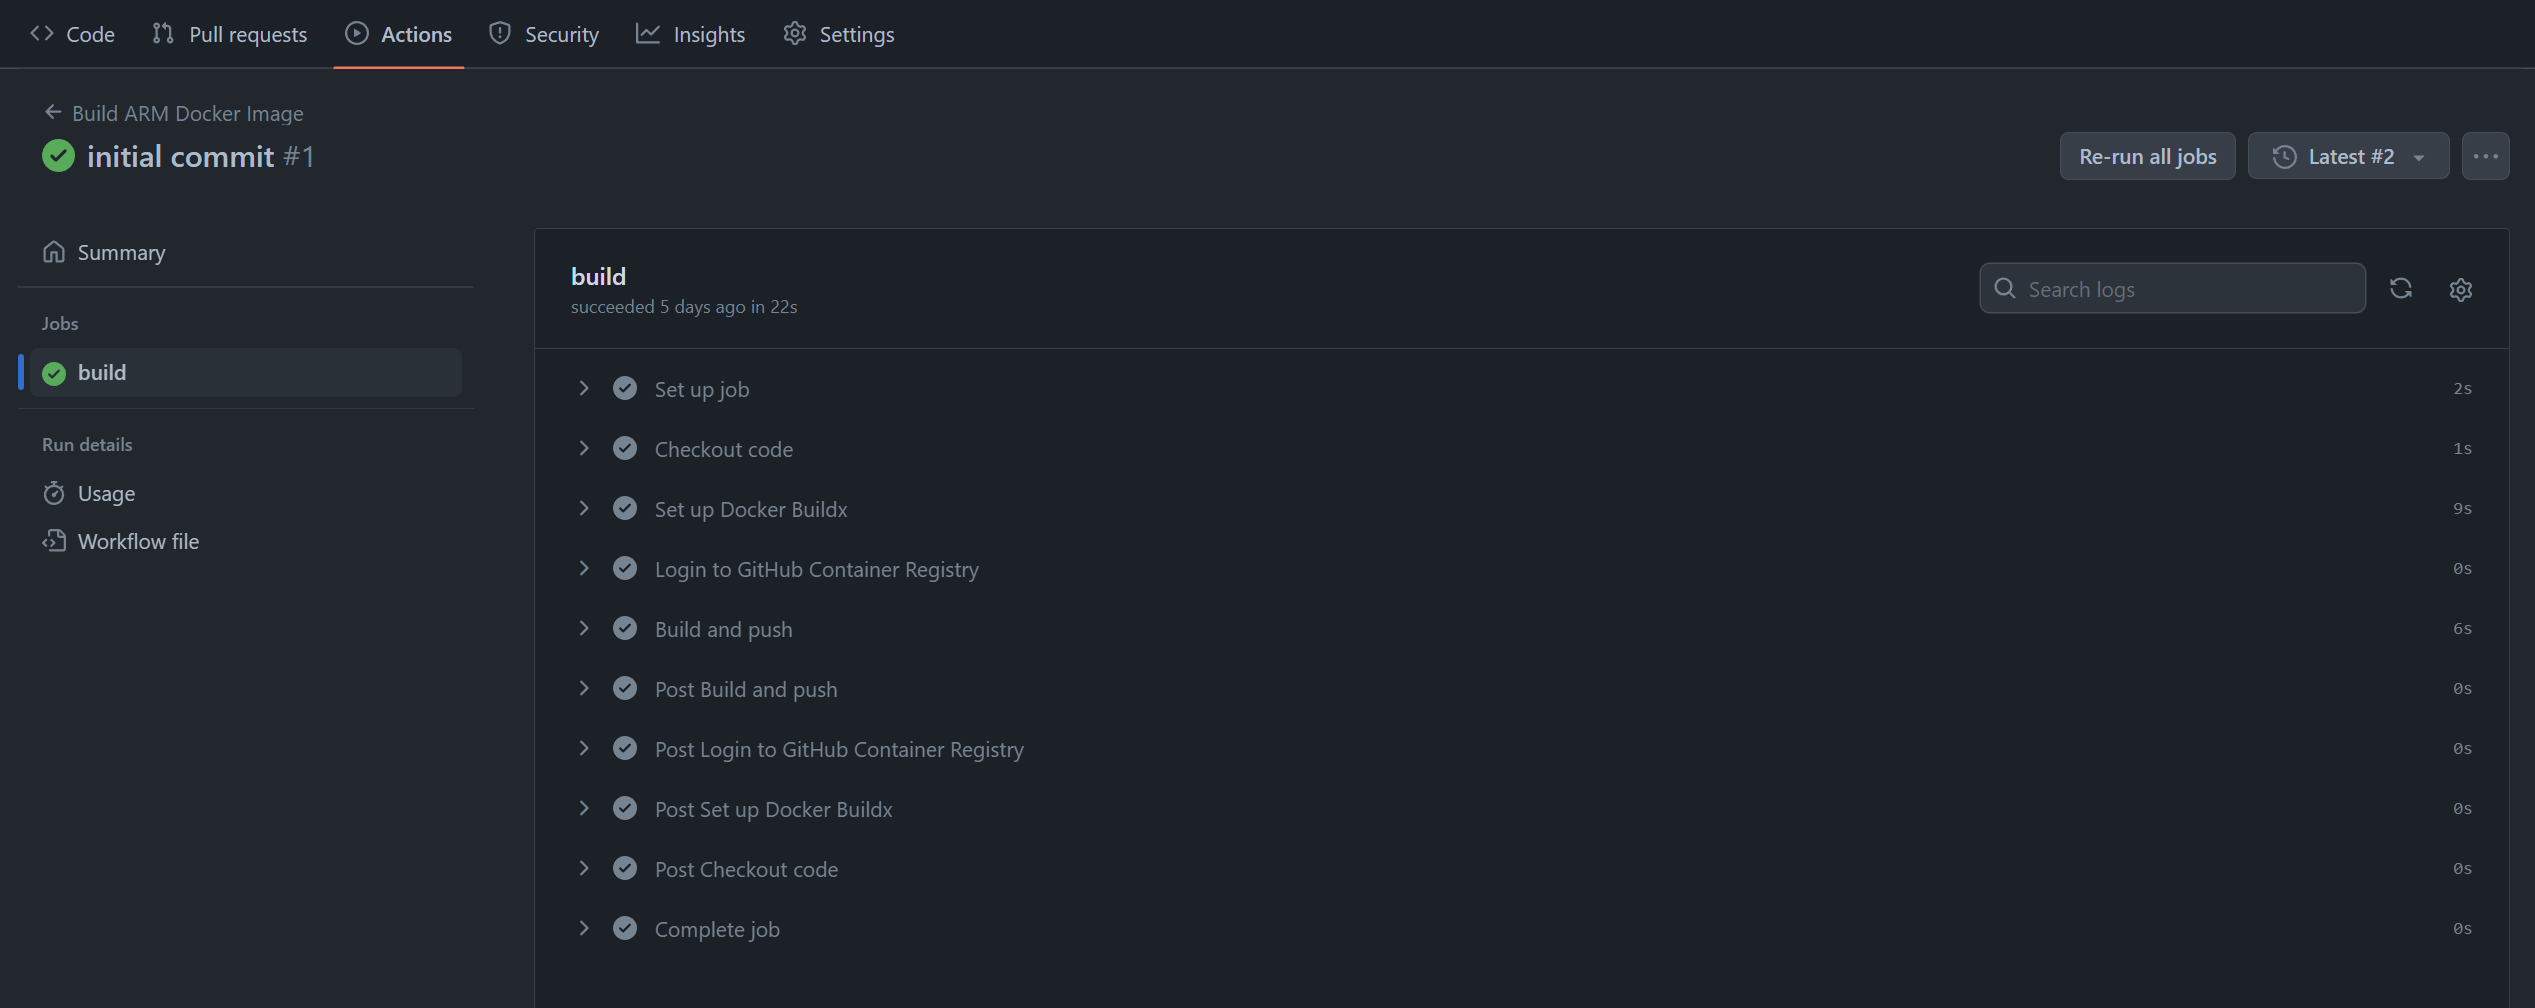 Code Pull requests Actions Security Insights Settings
Build ARM Docker Image
initial commit #1
Re-run all jobs
Latest #2
Summary
Jobs
build
Run details
Usage
Workflow file
build
succeeded 5 days ago in 22s
Search logs
Set up job 2s
Checkout code 1s
Set up Docker Buildx 9s
Login to GitHub Container Registry 0s
Build and push 6s
Post Build and push 0s
Post Login to GitHub Container Registry 0s
Post Set up Docker Buildx 0s
Post Checkout code 0s
Complete job 0s